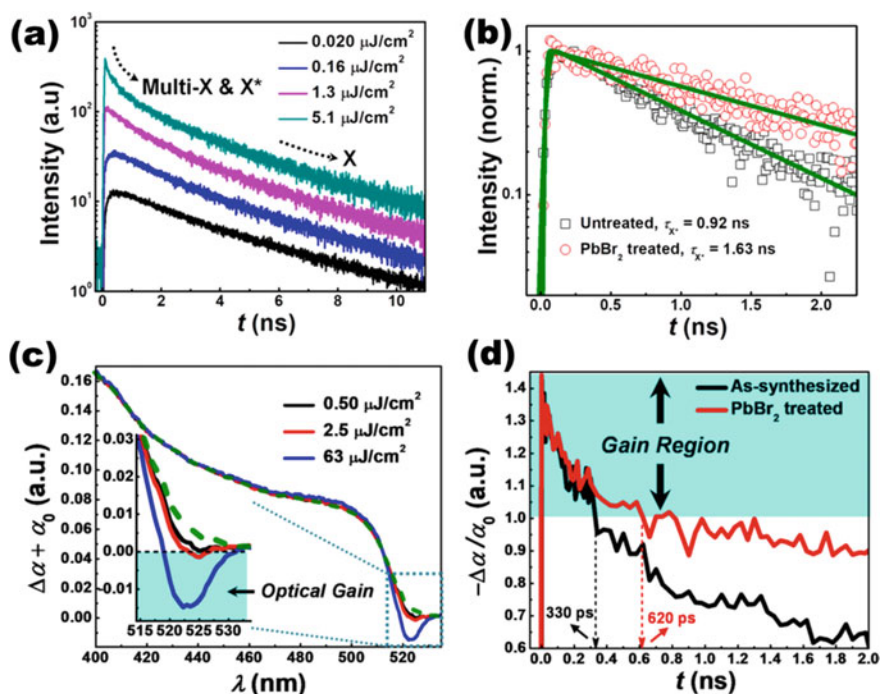 (a)
0.020 μJ/cm²
0.16 μJ/cm²
1.3 μJ/cm²
5.1 μJ/cm²
Multi-X & X*
X
Intensity (a.u)
10³
10²
10¹
10⁰
0 2 4 6 8 10
t (ns)
(b)
Intensity (norm.)
1
0.1
Untreated, τX* = 0.92 ns
PbBr₂ treated, τX* = 1.63 ns
0.0 0.5 1.0 1.5 2.0
t (ns)
(c)
Δα + α₀ (a.u.)
0.16
0.14
0.12
0.10
0.08
0.06
0.04
0.02
0.00
0.50 μJ/cm²
2.5 μJ/cm²
63 μJ/cm²
0.03
0.02
0.01
0.00
0.01
Optical Gain
515 520 525 530
400 420 440 460 480 500 520
λ (nm)
(d)
-Δα/α₀ (a.u.)
1.4
1.3
1.2
1.1
1.0
0.9
0.8
0.7
0.6
As-synthesized
PbBr₂ treated
Gain Region
330 ps
620 ps
0.0 0.2 0.4 0.6 0.8 1.0 1.2 1.4 1.6 1.8 2.0
t (ns)